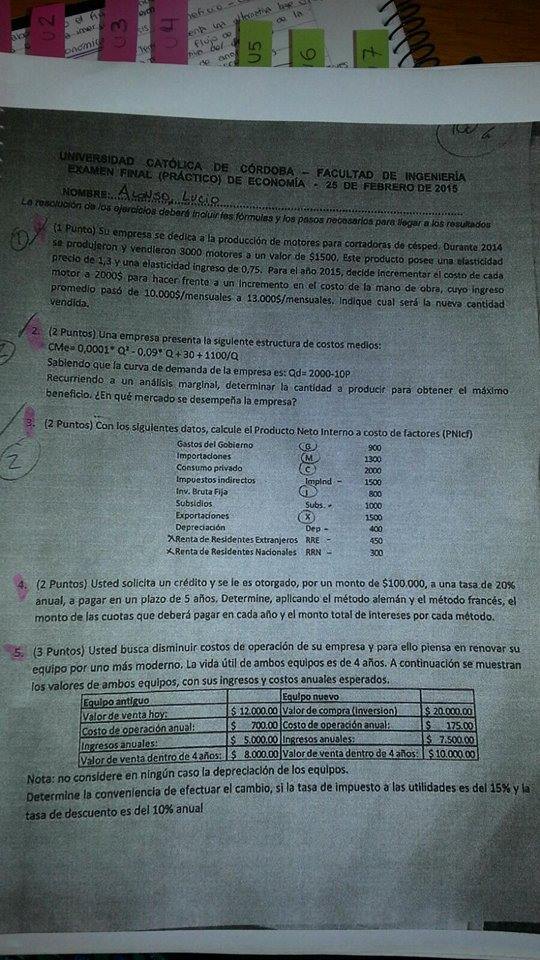 U2
U3
U4
U5
U6
7
UNIVERSIDAD CATÓLICA DE CÓRDOBA – FACULTAD DE INGENIERÍA
EXAMEN FINAL (PRÁCTICO) DE ECONOMÍA - 25 DE FEBRERO DE 2015
NOMBRE: Alonso, Lucio
La resolución de los ejercicios deberá incluir las fórmulas y los pasos necesarios para llegar a los resultados
1 (1 Punto) Su empresa se dedica a la producción de motores para cortadoras de césped. Durante 2014
se produjeron y vendieron 3000 motores a un valor de $1500. Este producto posee una elasticidad
precio de 1,3 y una elasticidad ingreso de 0,75. Para el año 2015, decide incrementar el costo de cada
motor a 2000$ para hacer frente a un incremento en el costo de la mano de obra, cuyo ingreso
promedio pasó de 10.000$/mensuales a 13.000$/mensuales. Indique cual será la nueva cantidad
vendida.
2. (2 Puntos) Una empresa presenta la siguiente estructura de costos medios:
2 CMe= 0,0001* Q² - 0,09* Q + 30 + 1100/Q
Sabiendo que la curva de demanda de la empresa es: Qd= 2000-10P
Recurriendo a un análisis marginal, determinar la cantidad a producir para obtener el máximo
beneficio. ¿En qué mercado se desempeña la empresa?
3. (2 Puntos) Con los siguientes datos, calcule el Producto Neto Interno a costo de factores (PNIcf)
2
Gastos del Gobierno G 900
Importaciones M 1300
Consumo privado C 2000
Impuestos indirectos ImpInd - 1500
Inv. Bruta Fija I 800
Subsidios Subs. + 1000
Exportaciones X 1500
Depreciación Dep - 400
X Renta de Residentes Extranjeros RRE - 450
X Renta de Residentes Nacionales RRN - 300
4. (2 Puntos) Usted solicita un crédito y se le es otorgado, por un monto de $100.000, a una tasa de 20%
anual, a pagar en un plazo de 5 años. Determine, aplicando el método alemán y el método francés, el
monto de las cuotas que deberá pagar en cada año y el monto total de intereses por cada método.
5. (3 Puntos) Usted busca disminuir costos de operación de su empresa y para ello piensa en renovar su
equipo por uno más moderno. La vida útil de ambos equipos es de 4 años. A continuación se muestran
los valores de ambos equipos, con sus ingresos y costos anuales esperados.
Equipo antiguo Equipo nuevo
Valor de venta hoy: $ 12.000.00 Valor de compra (inversion) $ 20.000.00
Costo de operación anual: $ 700.00 Costo de operación anual: $ 175.00
Ingresos anuales: $ 5.000.00 Ingresos anuales: $ 7.500.00
Valor de venta dentro de 4 años: $ 8.000.00 Valor de venta dentro de 4 años: $ 10.000.00
Nota: no considere en ningún caso la depreciación de los equipos.
Determine la conveniencia de efectuar el cambio, si la tasa de impuesto a las utilidades es del 15% y la
tasa de descuento es del 10% anual